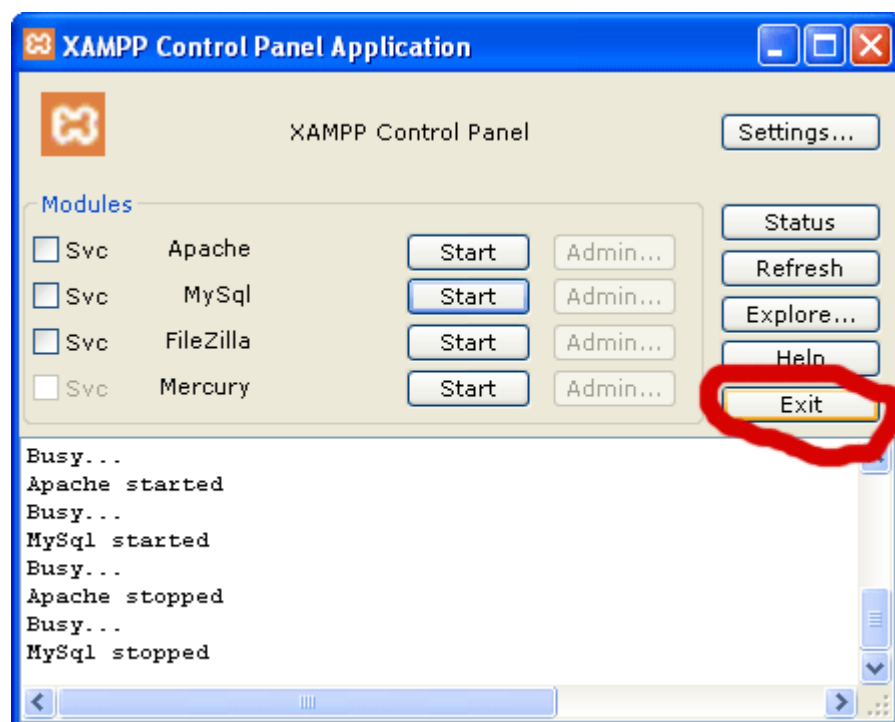 XAMPP Control Panel Application
XAMPP Control Panel
Settings...
Modules
Svc Apache Start Admin...
Svc MySql Start Admin...
Svc FileZilla Start Admin...
Svc Mercury Start Admin...
Status
Refresh
Explore...
Help
Exit
Busy...
Apache started
Busy...
MySql started
Busy...
Apache stopped
Busy...
MySql stopped